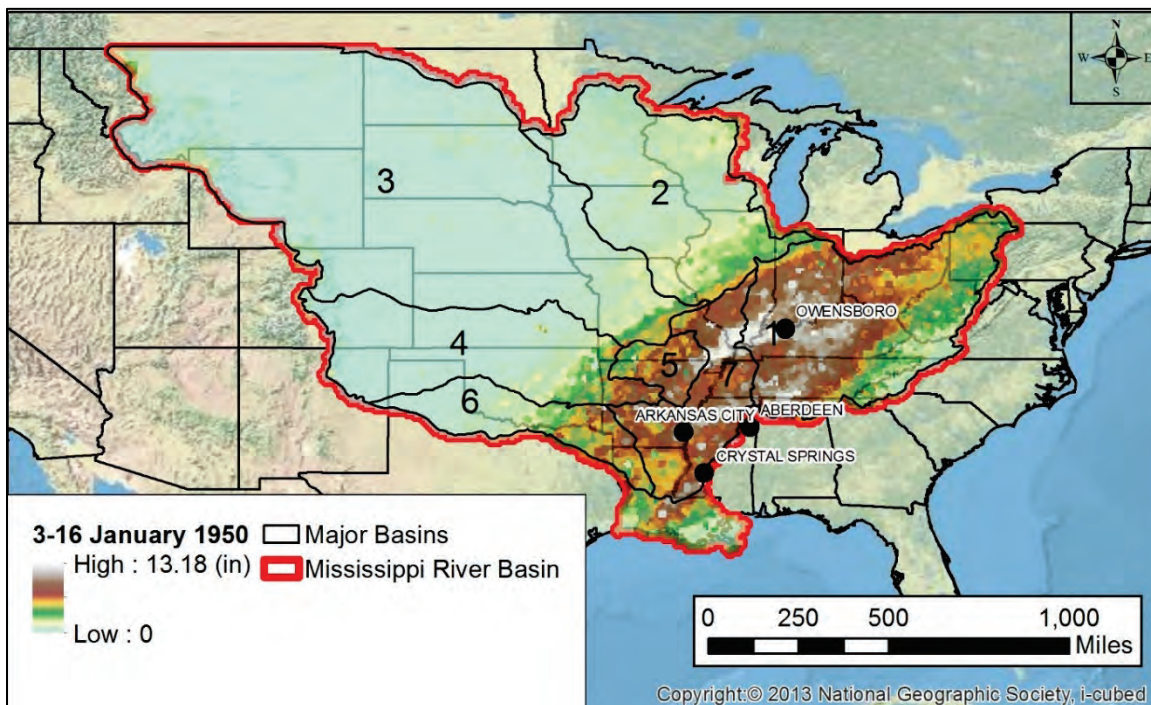 N
W E
S
3
2
OWENSBORO
1
4
5
7
6
ARKANSAS CITY
ABERDEEN
CRYSTAL SPRINGS
3-16 January 1950
High : 13.18 (in)
Low : 0
Major Basins
Mississippi River Basin
0 250 500 1,000
Miles
Copyright:© 2013 National Geographic Society, i-cubed